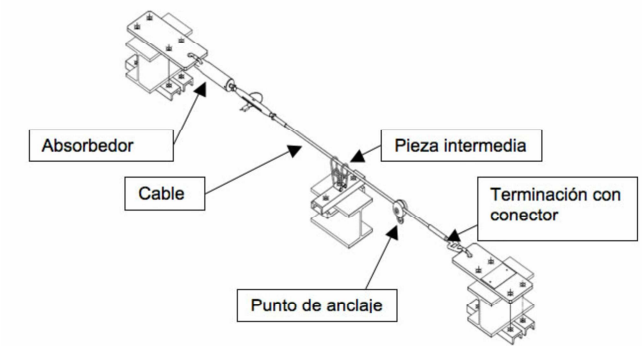 Absorbedor
Pieza intermedia
Cable
Terminación con
conector
Punto de anclaje